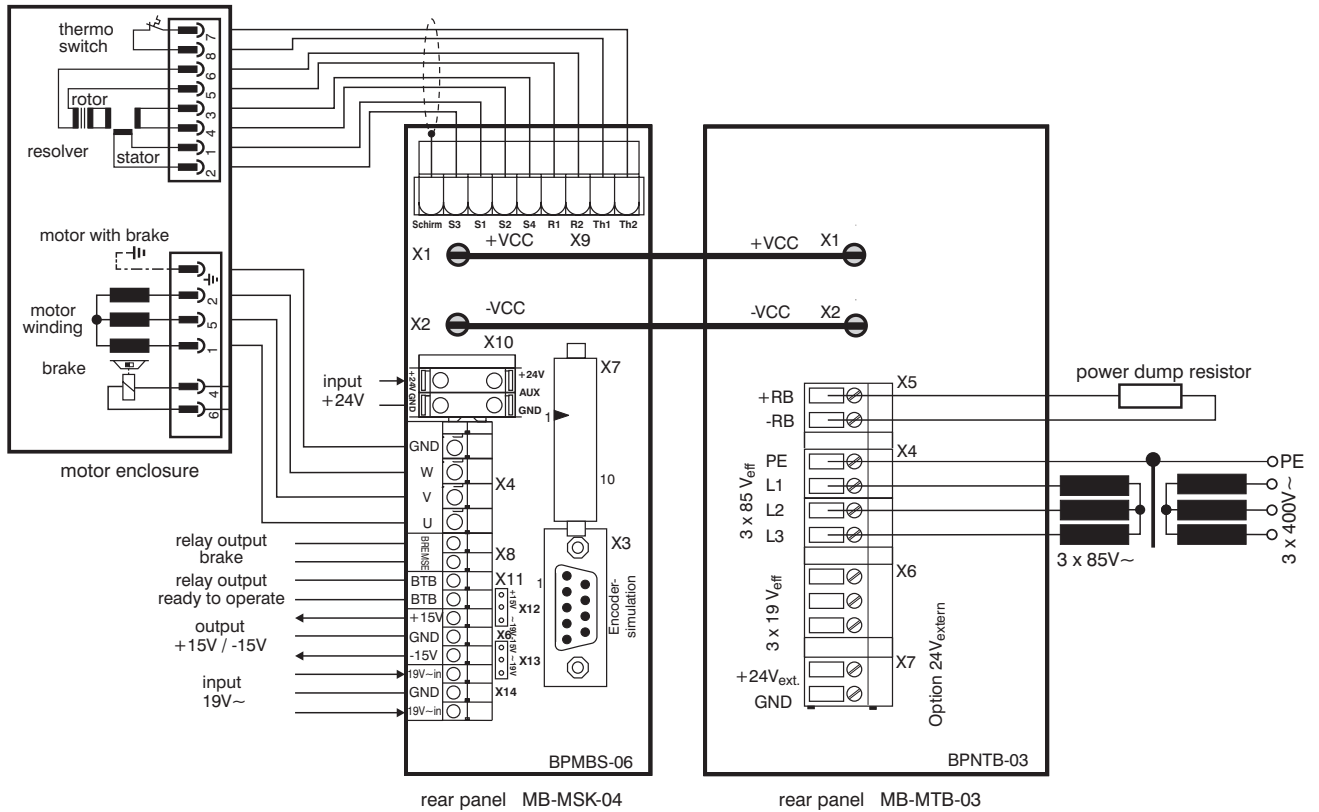 thermo
switch
7
8
6
5
3
4
1
2
rotor
resolver
stator
motor with brake
2
5
1
4
6
motor
winding
brake
motor enclosure
Schirm S3 S1 S2 S4 R1 R2 Th1 Th2
X1
+VCC
X9
X2
-VCC
X10
X7
input
+24V
+24V
GND
+24V
AUX
GND
1
10
GND
W
V
U
X4
relay output
brake
BREMSE
X8
relay output
ready to operate
BTB
BTB
X11
+15V
~19V
X12
output
+15V / -15V
+15V
GND
-15V
X6
-15V
~19V
X13
input
19V~
19V~in
GND
19V~in
X14
X3
1
Encoder-
simulation
BPMBS-06
rear panel MB-MSK-04
+VCC X1
-VCC X2
X5
+RB
-RB
power dump resistor
X4
PE
L1
L2
L3
3 x 85 Veff
3 x 85V~
PE
3 x 400V~
X6
3 x 19 Veff
X7
+24Vext.
GND
Option 24Vextern
BPNTB-03
rear panel MB-MTB-03